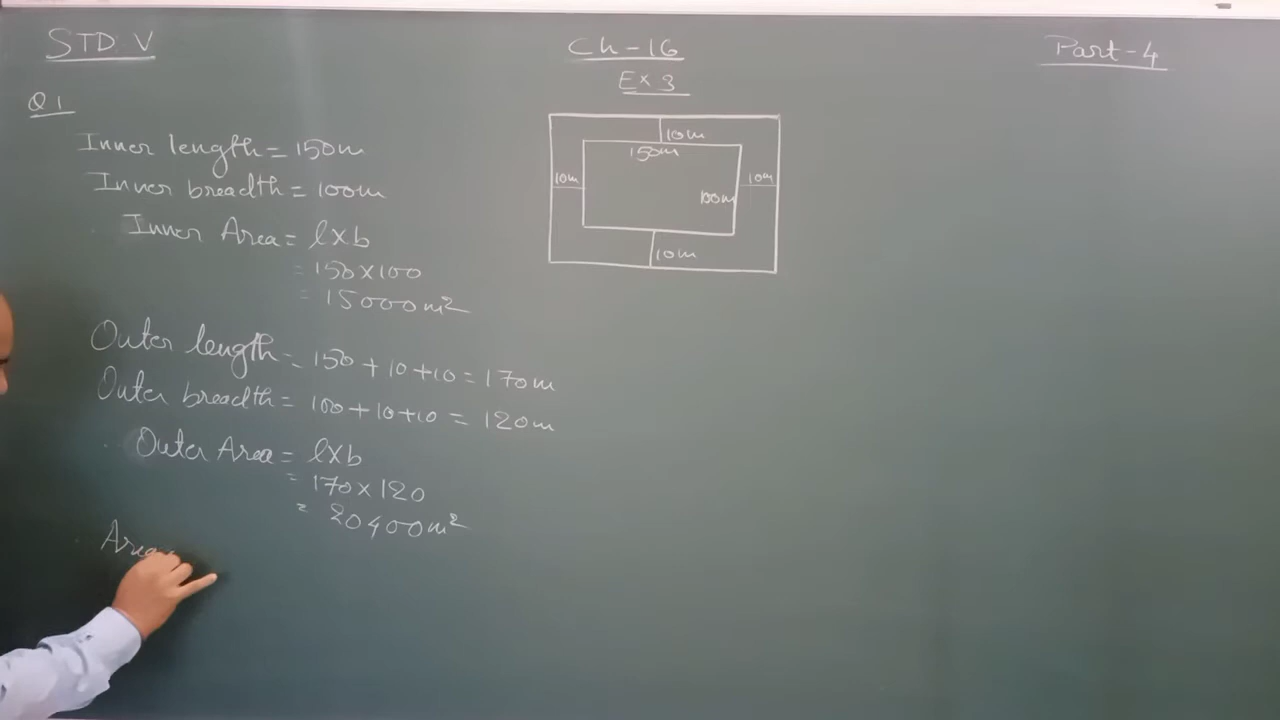 STD V
Ch - 16
Part - 4
Ex 3
Q 1
Inner length = 150m
Inner breadth = 100m
Inner Area = l×b
= 150×100
= 15000m²
Outer length = 150 + 10 +10 = 170m
Outer breadth = 100+10+10 = 120m
Outer Area = l×b
= 170×120
= 20400m²
Area
10m
150m
10m
10m
100m
10m